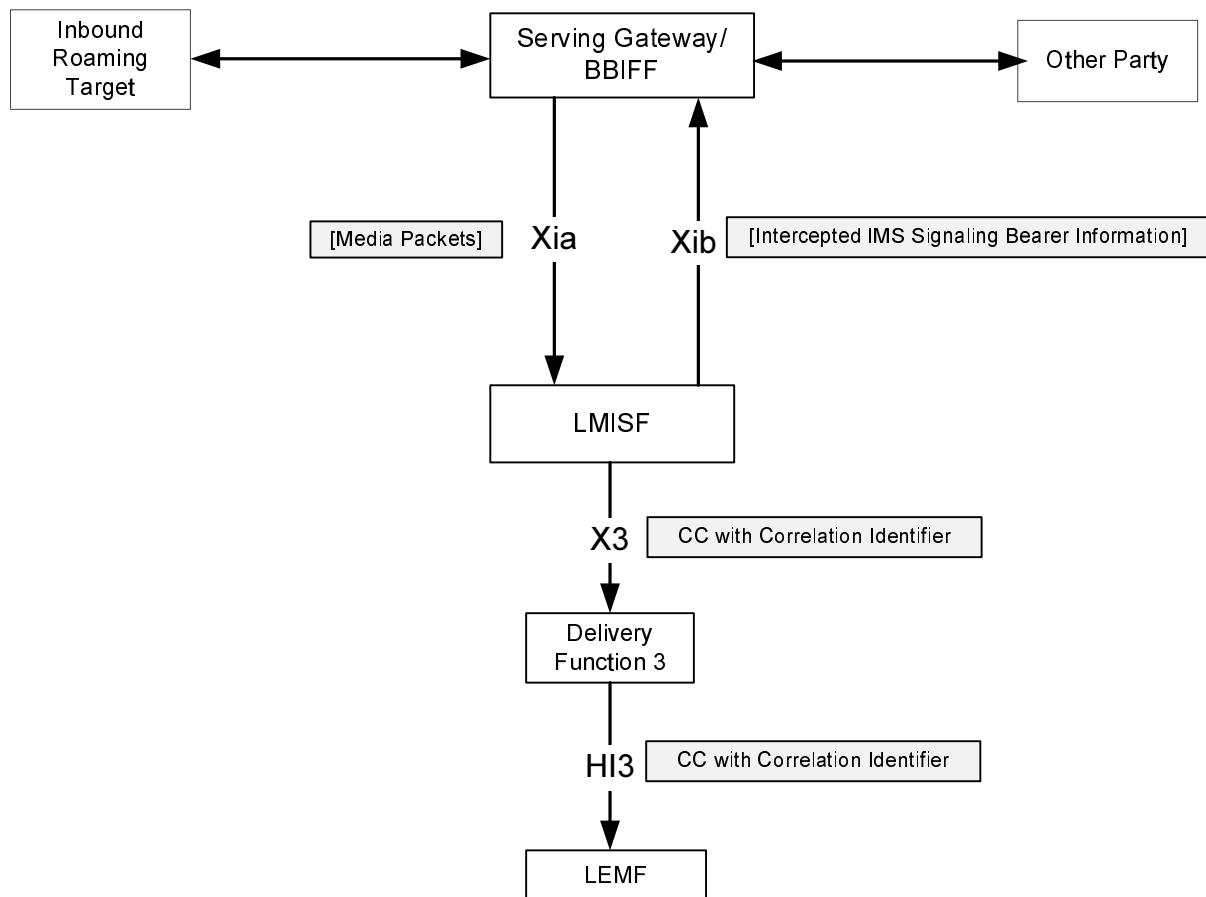 Inbound
Roaming
Target
Serving Gateway/
BBIFF
Other Party
[Media Packets]
Xia
Xib
[Intercepted IMS Signaling Bearer Information]
LMISF
X3
CC with Correlation Identifier
Delivery
Function 3
HI3
CC with Correlation Identifier
LEMF